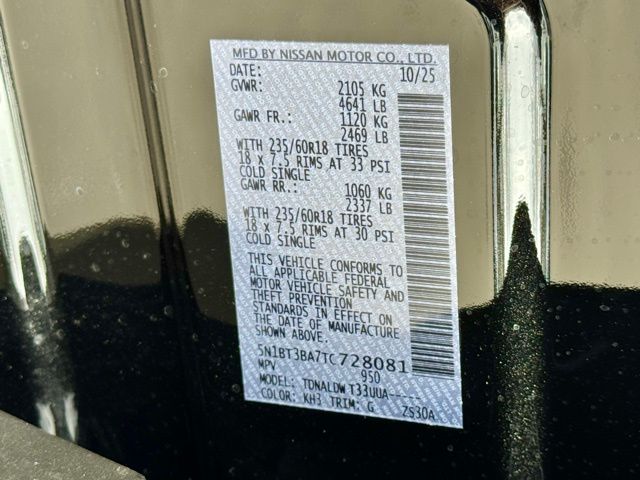 MFD BY NISSAN MOTOR CO., LTD.
DATE: 10/25
GVWR: 2105 KG
4641 LB
GAWR FR.: 1120 KG
2469 LB
WITH 235/60R18 TIRES
18 x 7.5 RIMS AT 33 PSI
COLD SINGLE
GAWR RR.: 1060 KG
2337 LB
WITH 235/60R18 TIRES
18 x 7.5 RIMS AT 30 PSI
COLD SINGLE
THIS VEHICLE CONFORMS TO
ALL APPLICABLE FEDERAL
MOTOR VEHICLE SAFETY AND
THEFT PREVENTION
STANDARDS IN EFFECT ON
THE DATE OF MANUFACTURE
SHOWN ABOVE.
5N1BT3BA7TC728081
MPV 950
MODEL: TDNALDW T33UUA-----
COLOR: KH3 TRIM: G ZS30A